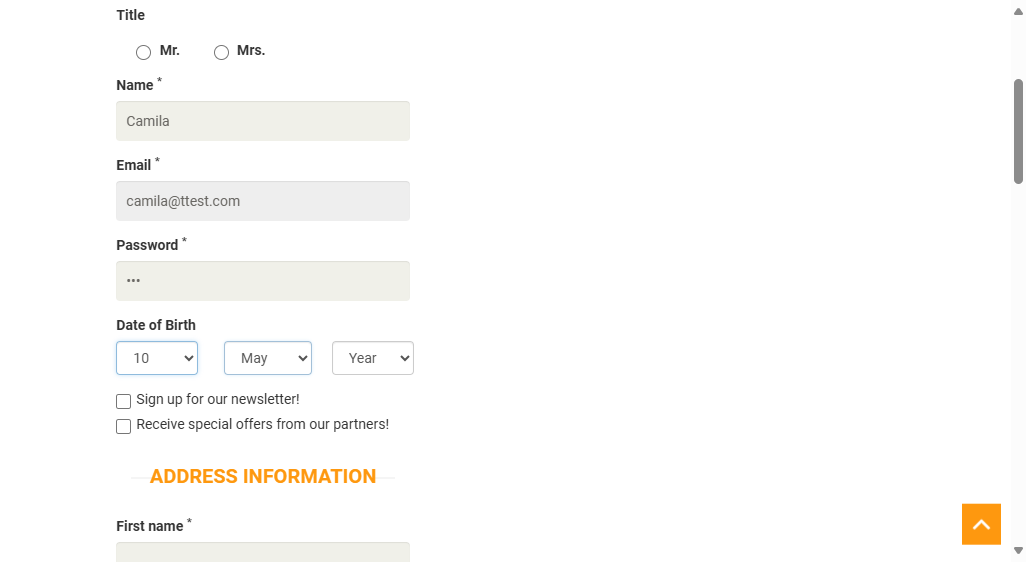 Title
Mr. Mrs.
Name *
Camila
Email *
camila@ttest.com
Password *
•••
Date of Birth
10 May Year
Sign up for our newsletter!
Receive special offers from our partners!
ADDRESS INFORMATION
First name *